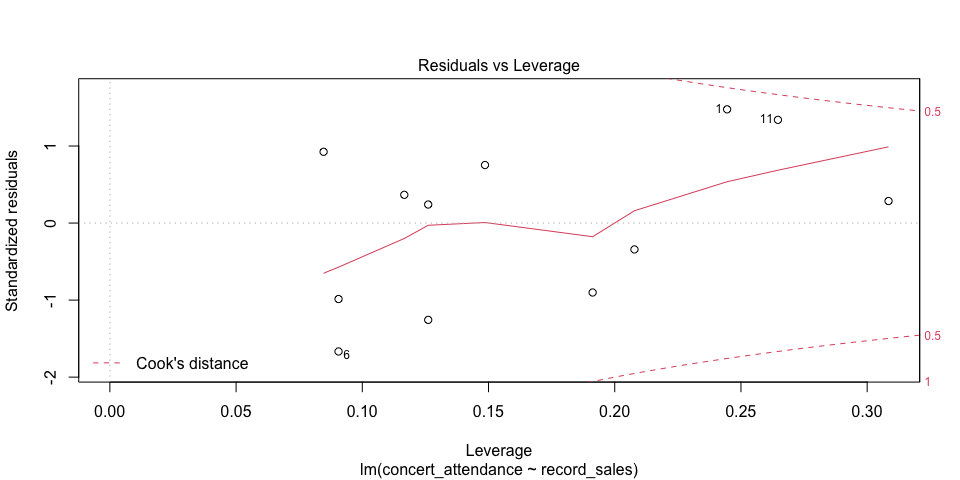 Residuals vs Leverage
Standardized residuals
1
0
-1
-2
1
11
6
0.5
0.5
1
Cook's distance
0.00 0.05 0.10 0.15 0.20 0.25 0.30
Leverage
lm(concert_attendance ~ record_sales)